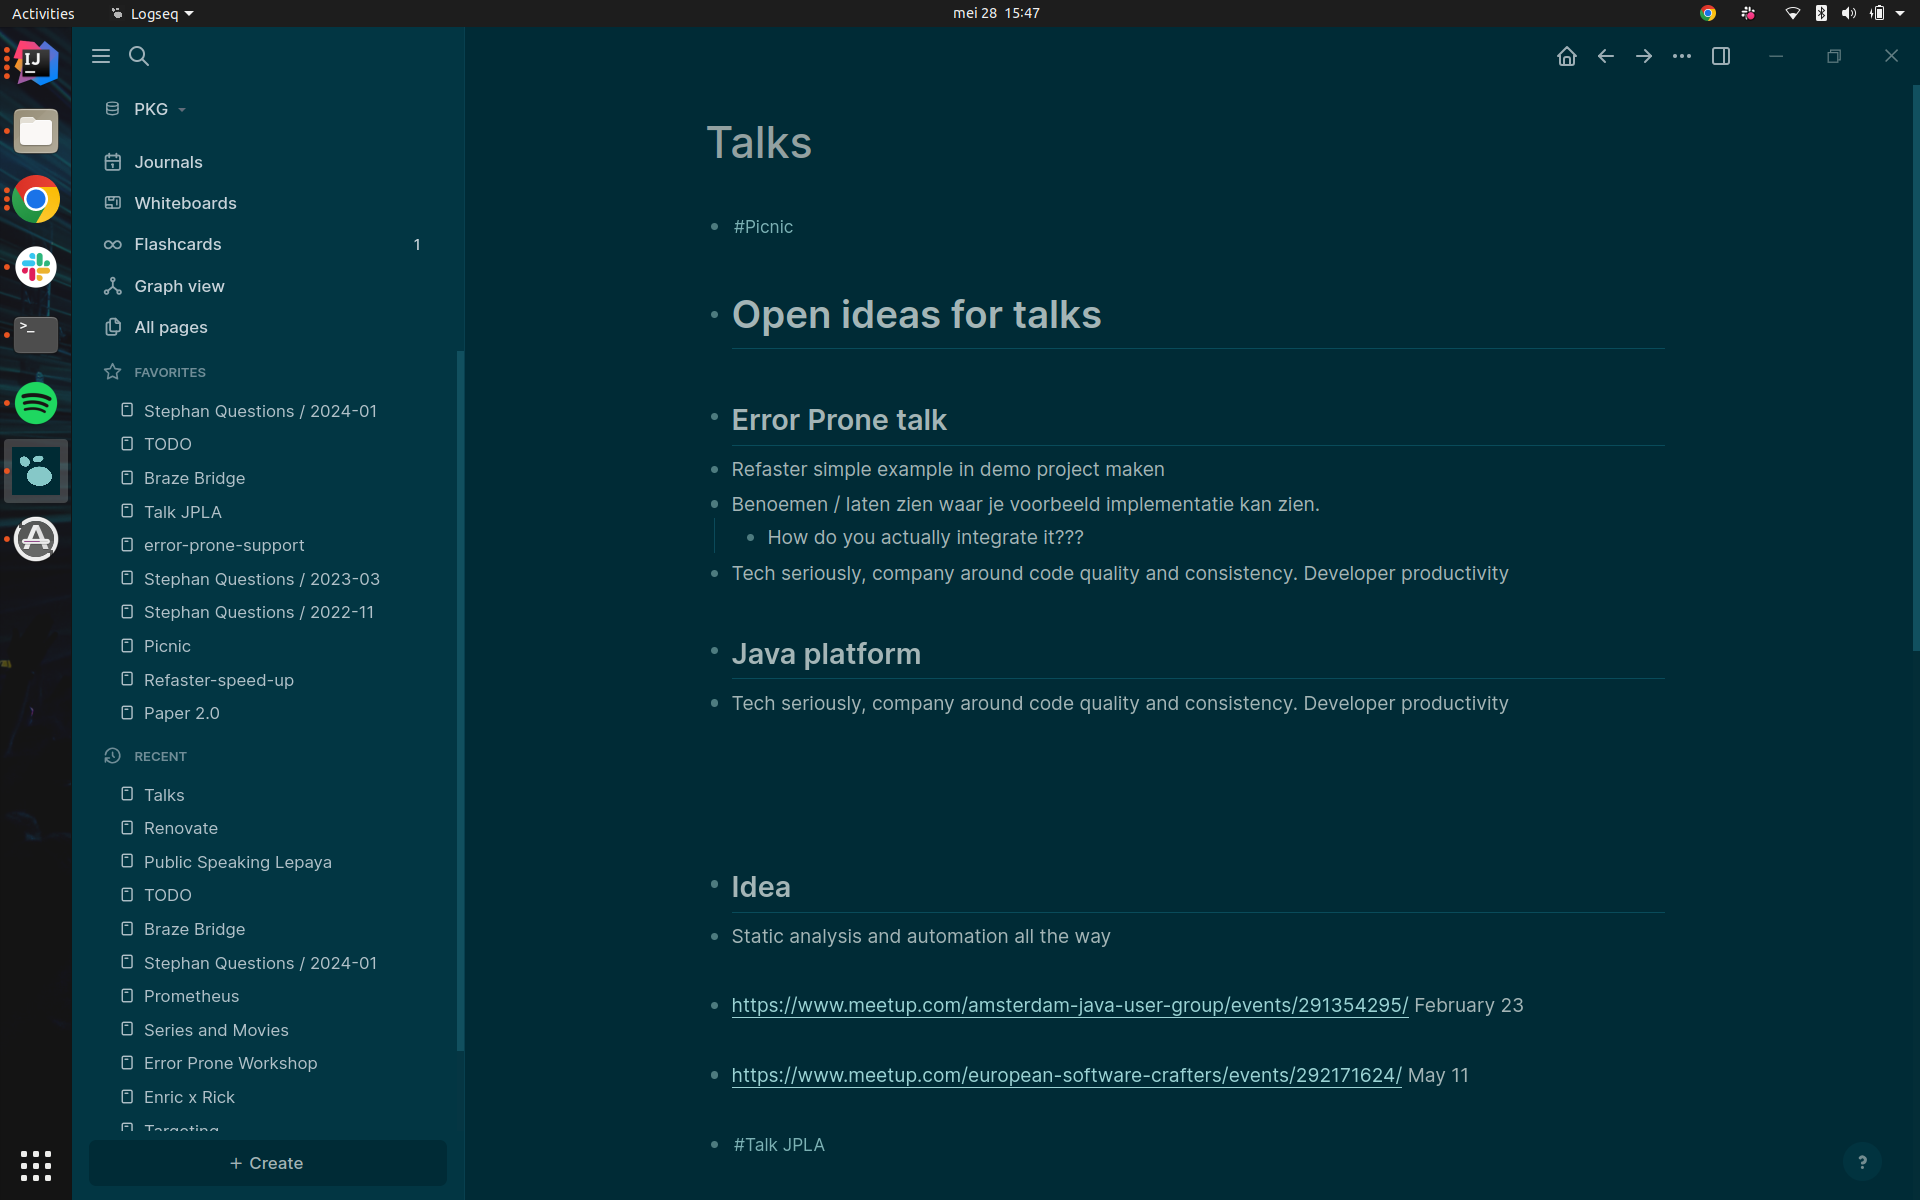 Activities
Logseq
mei 28 15:47
PKG
Journals
Whiteboards
Flashcards 1
Graph view
All pages
FAVORITES
Stephan Questions / 2024-01
TODO
Braze Bridge
Talk JPLA
error-prone-support
Stephan Questions / 2023-03
Stephan Questions / 2022-11
Picnic
Refaster-speed-up
Paper 2.0
RECENT
Talks
Renovate
Public Speaking Lepaya
TODO
Braze Bridge
Stephan Questions / 2024-01
Prometheus
Series and Movies
Error Prone Workshop
Enric x Rick
Targeting
+ Create
Talks
#Picnic
Open ideas for talks
Error Prone talk
Refaster simple example in demo project maken
Benoemen / laten zien waar je voorbeeld implementatie kan zien.
How do you actually integrate it???
Tech seriously, company around code quality and consistency. Developer productivity
Java platform
Tech seriously, company around code quality and consistency. Developer productivity
Idea
Static analysis and automation all the way
https://www.meetup.com/amsterdam-java-user-group/events/291354295/ February 23
https://www.meetup.com/european-software-crafters/events/292171624/ May 11
#Talk JPLA
?
IJ
>_